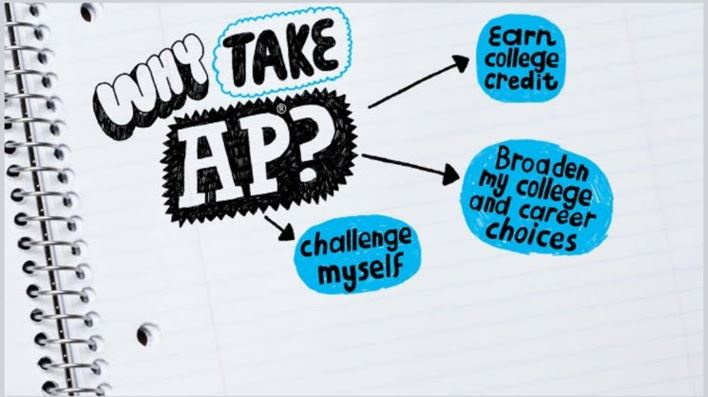 WHY TAKE
AP®?
Earn
college
credit
Broaden
my college
and career
choices
challenge
myself